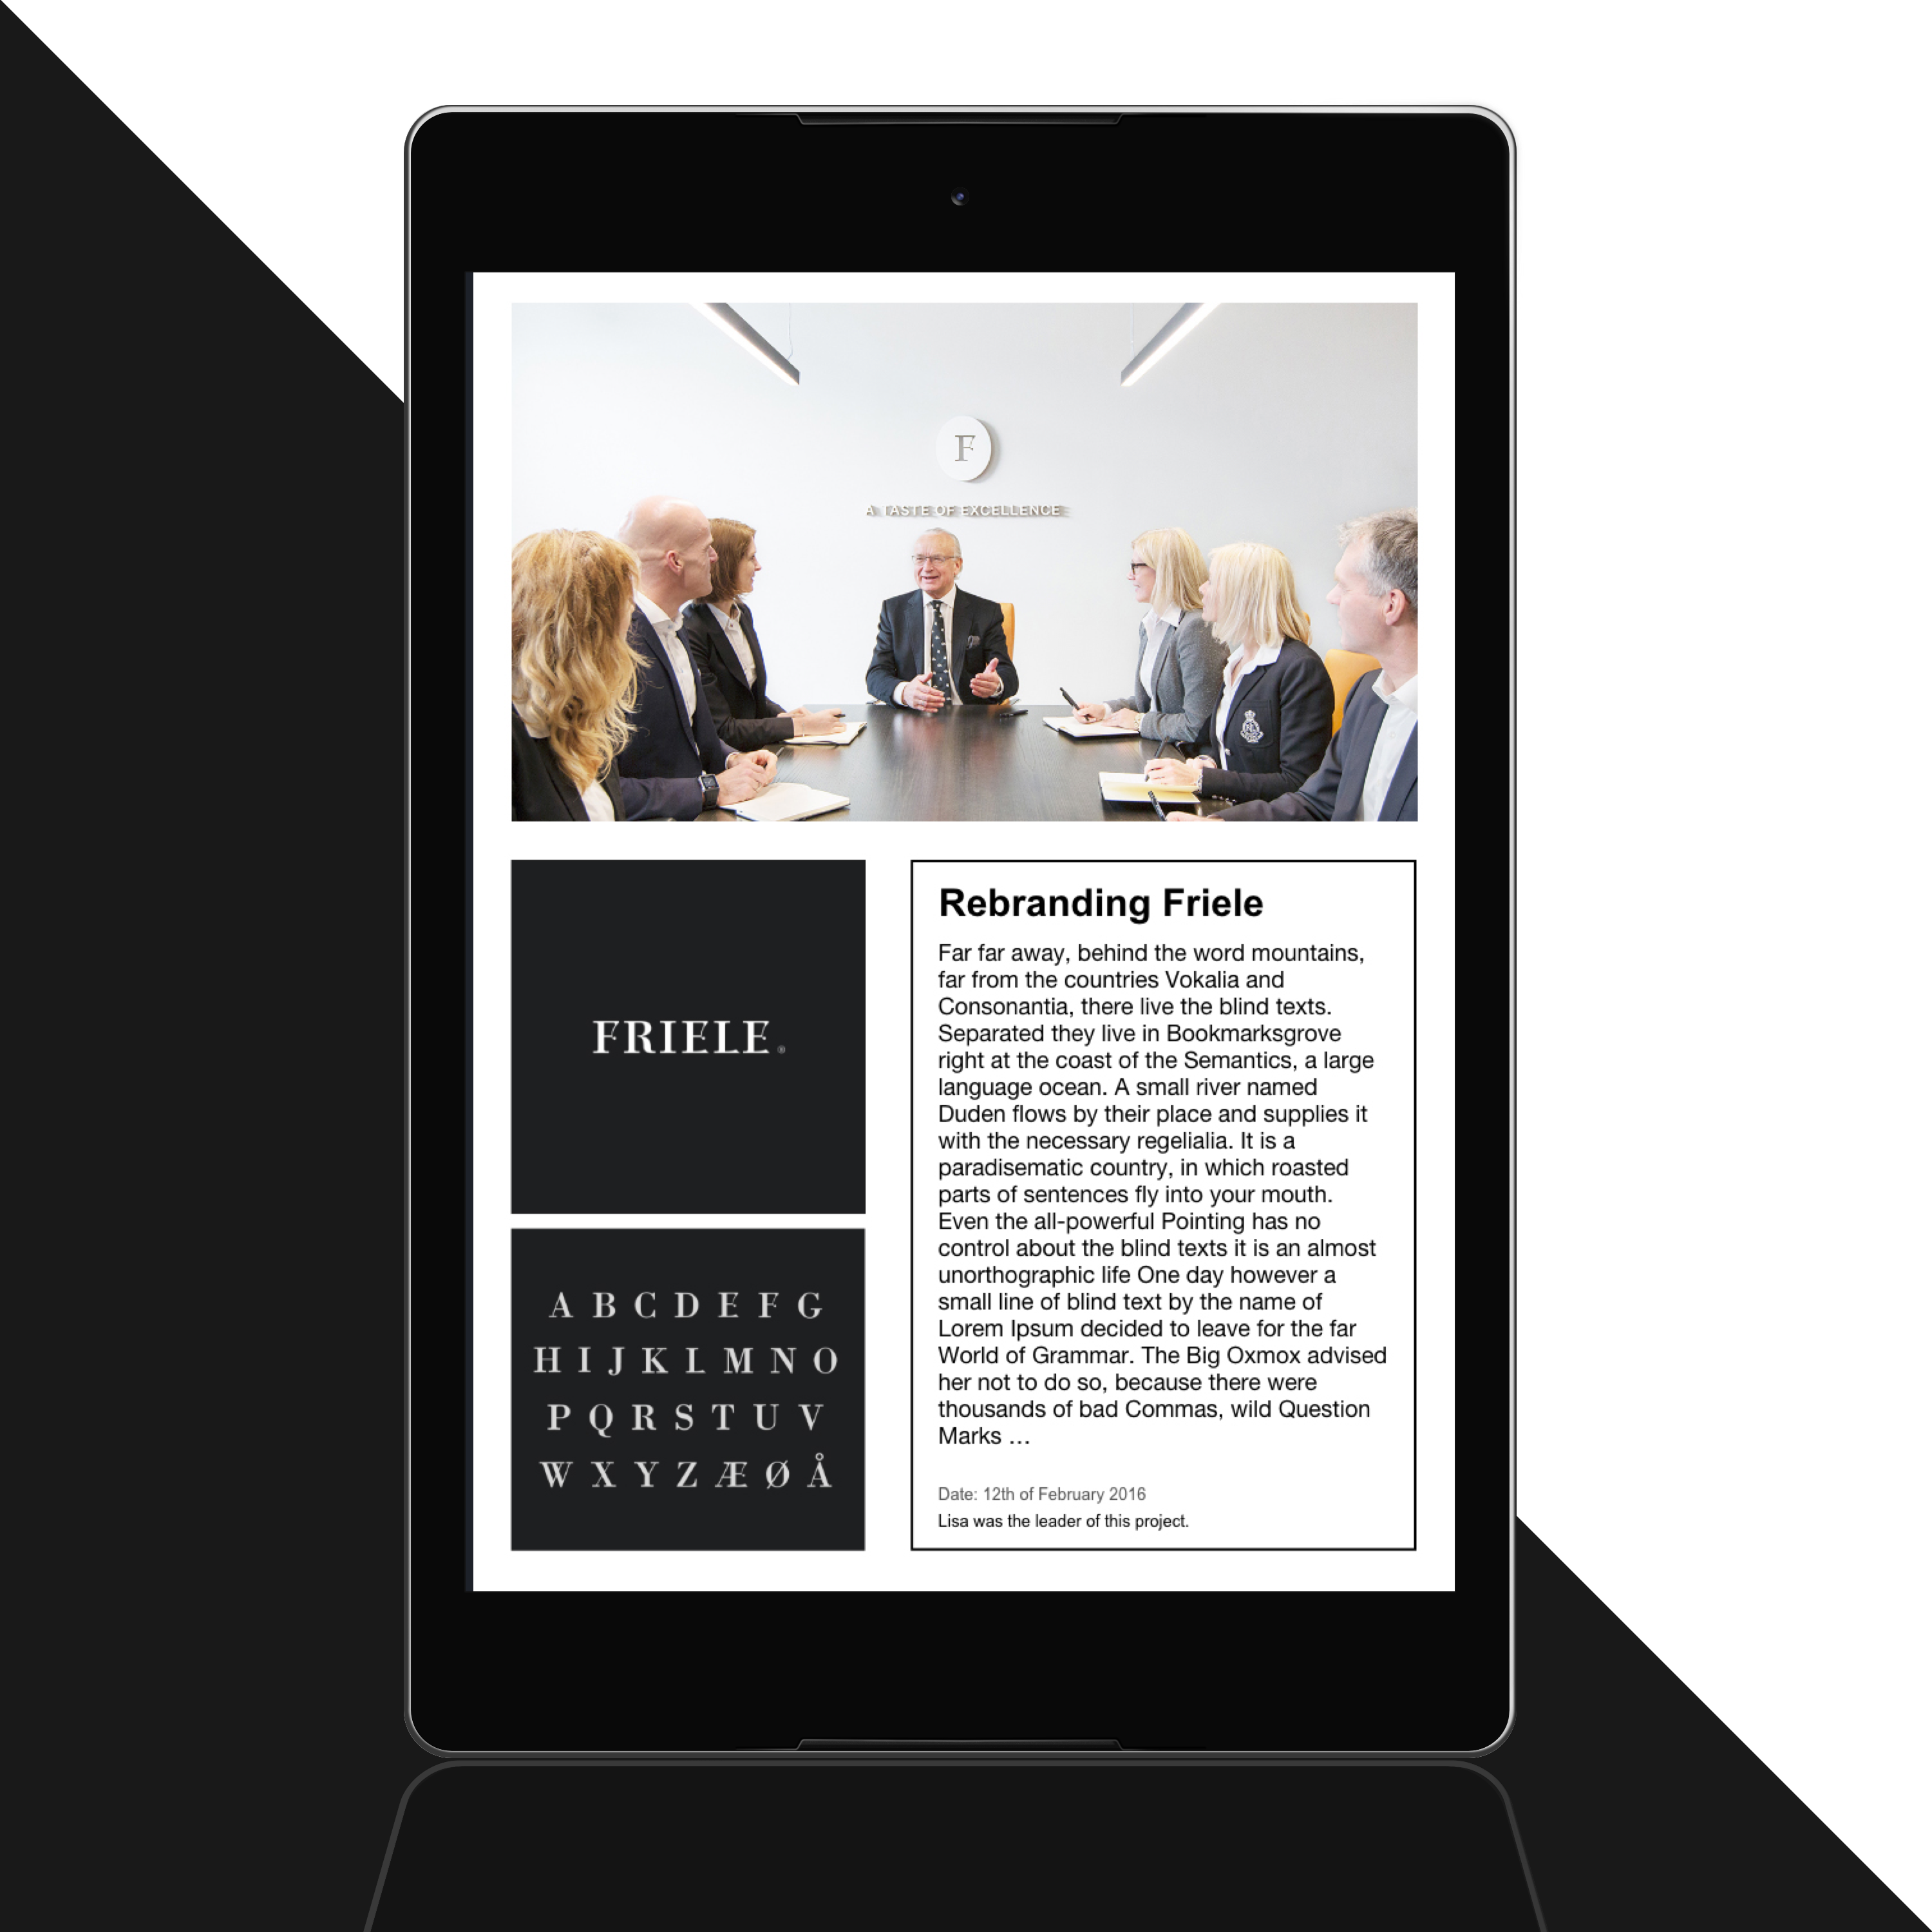 F
A TASTE OF EXCELLENCE
FRIELE®
A B C D E F G
H I J K L M N O
P Q R S T U V
W X Y Z Æ Ø Å
Rebranding Friele
Far far away, behind the word mountains,
far from the countries Vokalia and
Consonantia, there live the blind texts.
Separated they live in Bookmarksgrove
right at the coast of the Semantics, a large
language ocean. A small river named
Duden flows by their place and supplies it
with the necessary regelialia. It is a
paradisematic country, in which roasted
parts of sentences fly into your mouth.
Even the all-powerful Pointing has no
control about the blind texts it is an almost
unorthographic life One day however a
small line of blind text by the name of
Lorem Ipsum decided to leave for the far
World of Grammar. The Big Oxmox advised
her not to do so, because there were
thousands of bad Commas, wild Question
Marks …
Date: 12th of February 2016
Lisa was the leader of this project.